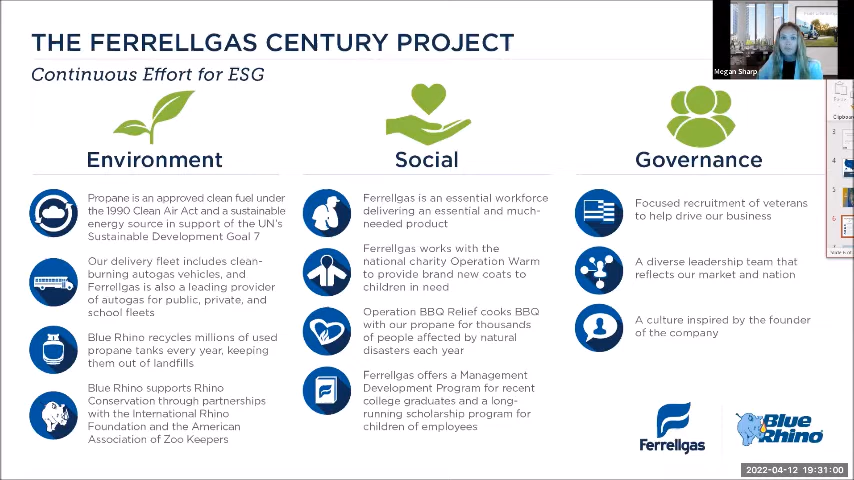 THE FERRELLGAS CENTURY PROJECT
Continuous Effort for ESG
Megan Sharp
Environment
Propane is an approved clean fuel under
the 1990 Clean Air Act and a sustainable
energy source in support of the UN's
Sustainable Development Goal 7
Our delivery fleet includes clean-
burning autogas vehicles, and
Ferrellgas is also a leading provider
of autogas for public, private, and
school fleets
Blue Rhino recycles millions of used
propane tanks every year, keeping
them out of landfills
Blue Rhino supports Rhino
Conservation through partnerships
with the International Rhino
Foundation and the American
Association of Zoo Keepers
Social
Ferrellgas is an essential workforce
delivering an essential and much-
needed product
Ferrellgas works with the
national charity Operation Warm
to provide brand new coats to
children in need
Operation BBQ Relief cooks BBQ
with our propane for thousands
of people affected by natural
disasters each year
Ferrellgas offers a Management
Development Program for recent
college graduates and a long-
running scholarship program for
children of employees
Governance
Focused recruitment of veterans
to help drive our business
A diverse leadership team that
reflects our market and nation
A culture inspired by the founder
of the company
Ferrellgas
Blue
Rhino
Clipboard
3
4
5
6
7
2022-04-12 19:31:00